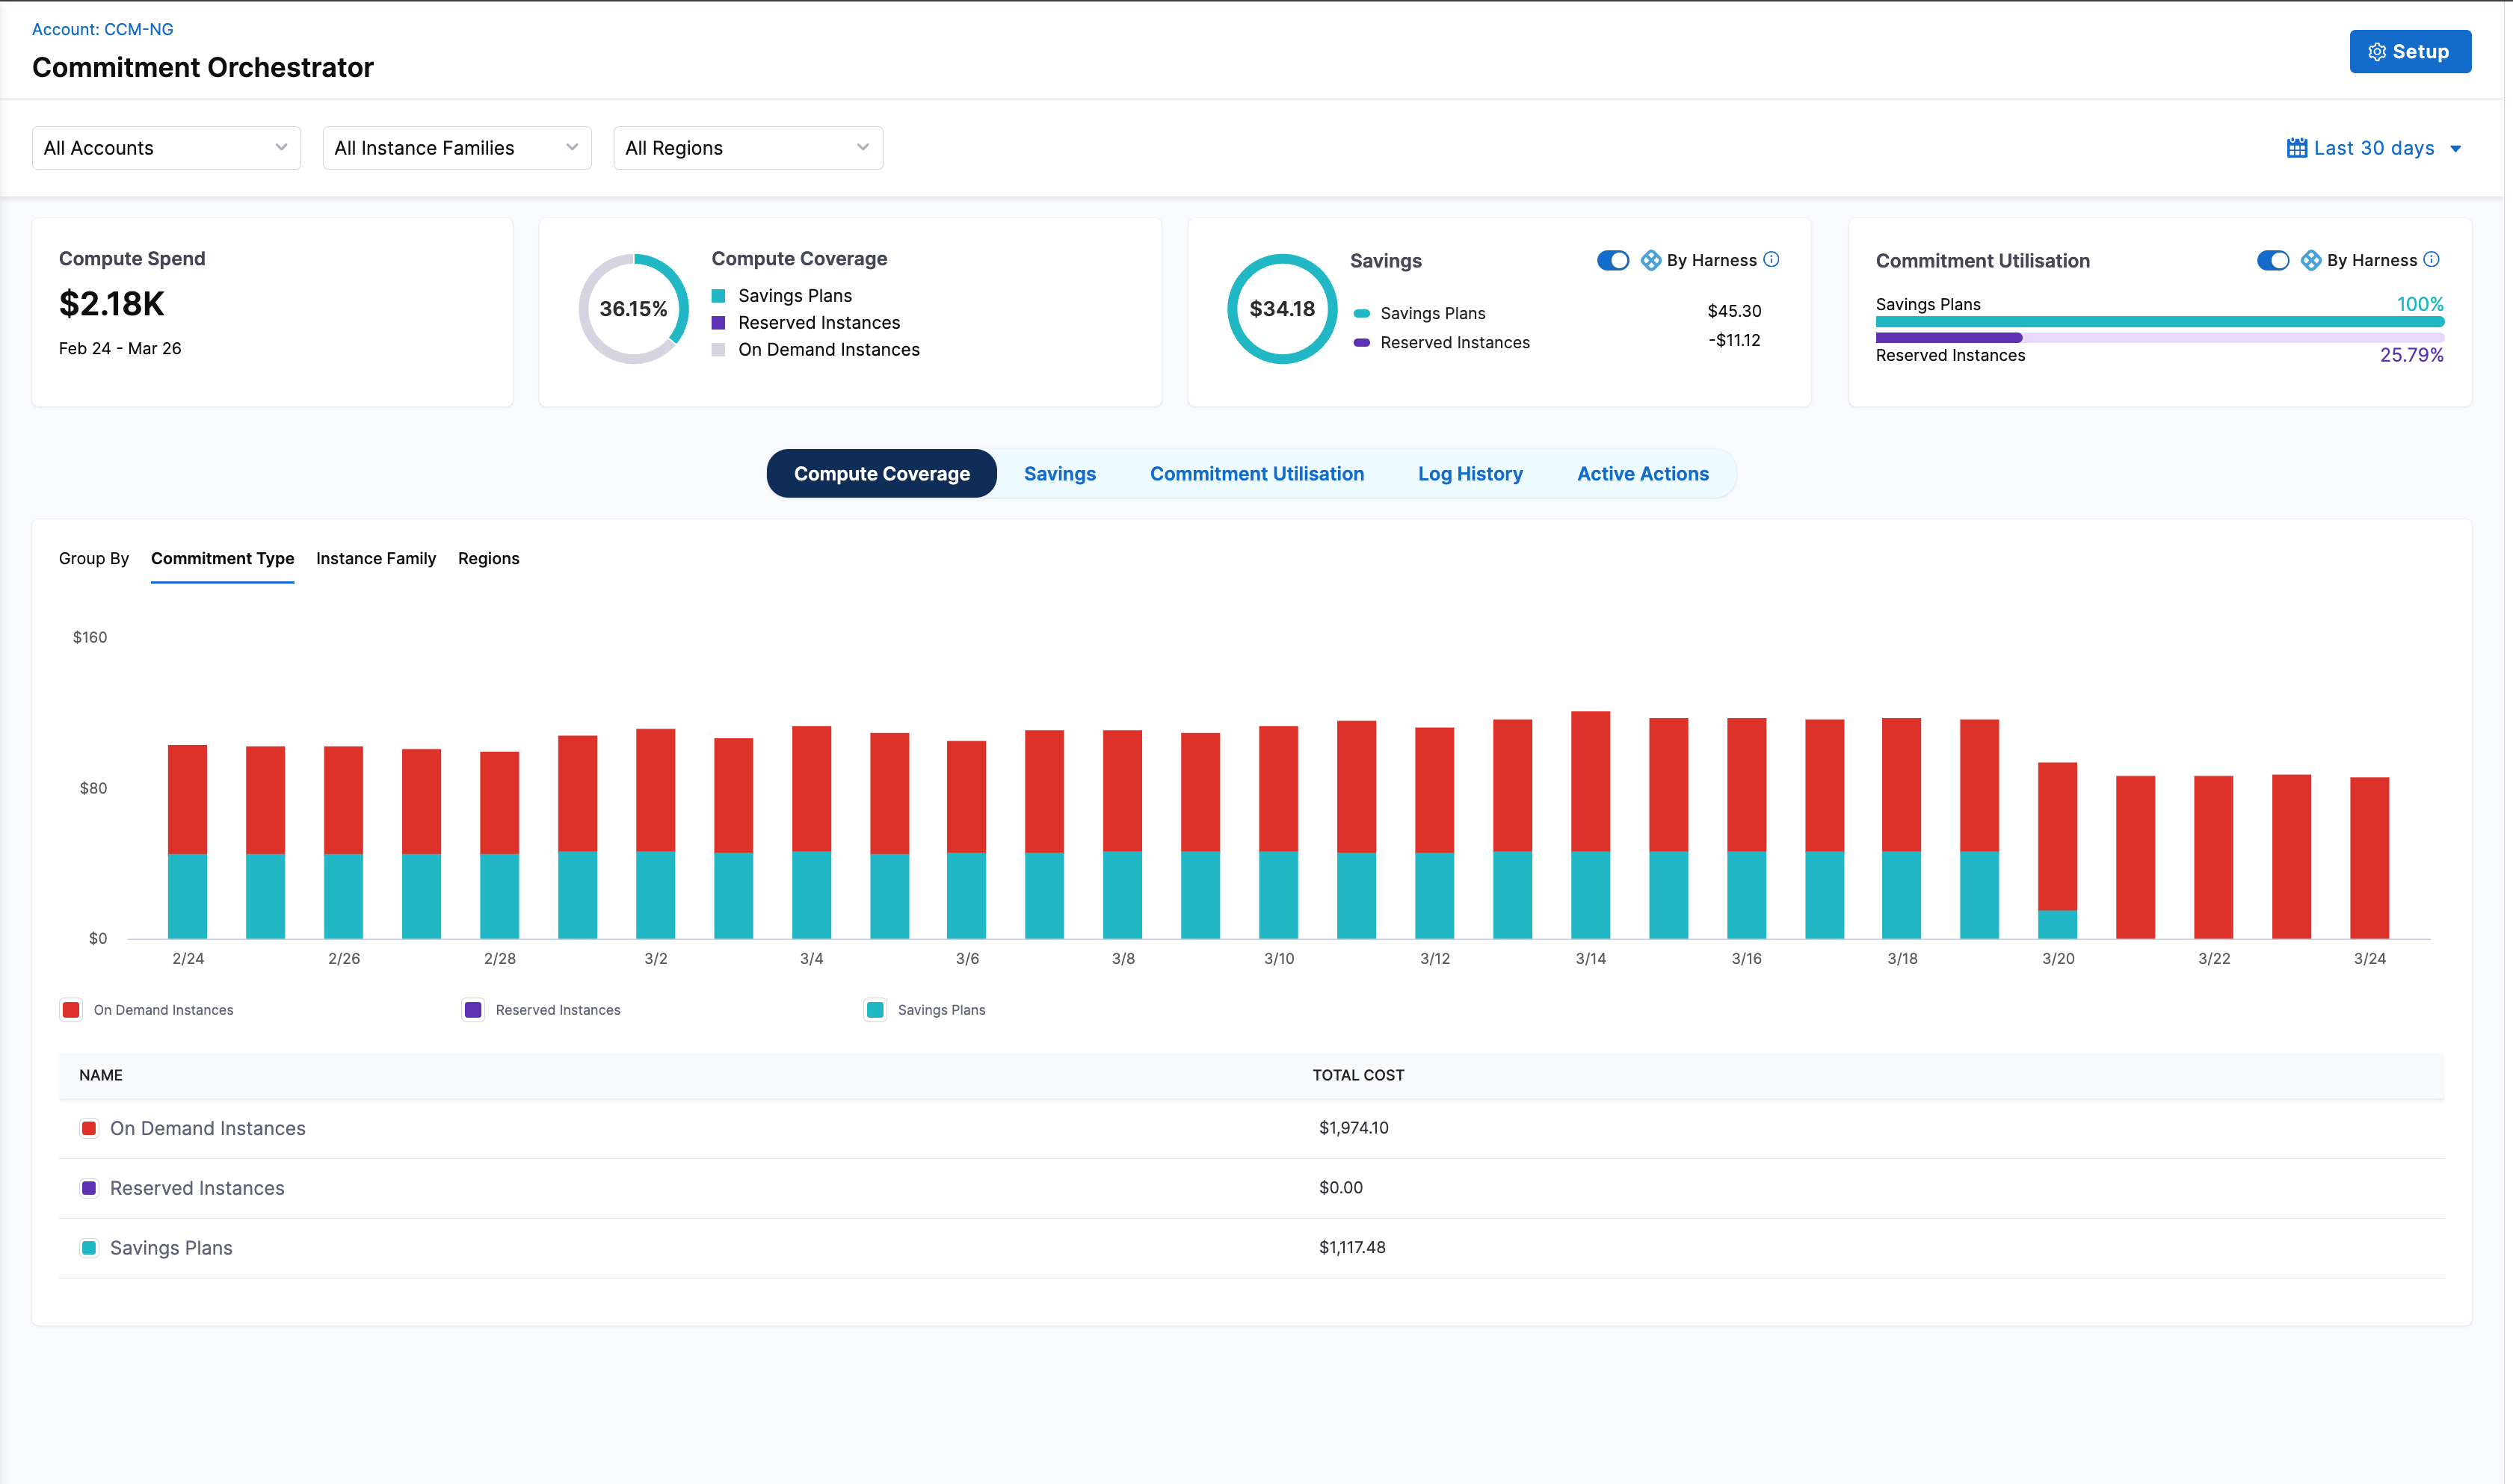 Account: CCM-NG
Commitment Orchestrator
Setup
All Accounts
All Instance Families
All Regions
Last 30 days
Compute Spend
$2.18K
Feb 24 - Mar 26
36.15%
Compute Coverage
Savings Plans
Reserved Instances
On Demand Instances
$34.18
Savings
By Harness
Savings Plans $45.30
Reserved Instances -$11.12
Commitment Utilisation
By Harness
Savings Plans 100%
Reserved Instances 25.79%
Compute Coverage Savings Commitment Utilisation Log History Active Actions
Group By Commitment Type Instance Family Regions
$160
$80
$0
2/24 2/26 2/28 3/2 3/4 3/6 3/8 3/10 3/12 3/14 3/16 3/18 3/20 3/22 3/24
On Demand Instances Reserved Instances Savings Plans
NAME TOTAL COST
On Demand Instances $1,974.10
Reserved Instances $0.00
Savings Plans $1,117.48